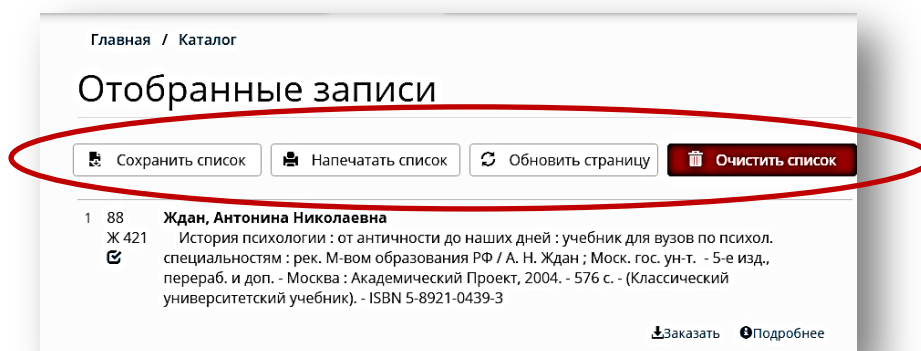 Главная / Каталог
Отобранные записи
Сохранить список Напечатать список Обновить страницу Очистить список
1 88 Ждан, Антонина Николаевна
Ж 421 История психологии : от античности до наших дней : учебник для вузов по психол.
специальностям : рек. М-вом образования РФ / А. Н. Ждан ; Моск. гос. ун-т. - 5-е изд.,
перераб. и доп. - Москва : Академический Проект, 2004. - 576 с. - (Классический
университетский учебник). - ISBN 5-8921-0439-3
Заказать Подробнее